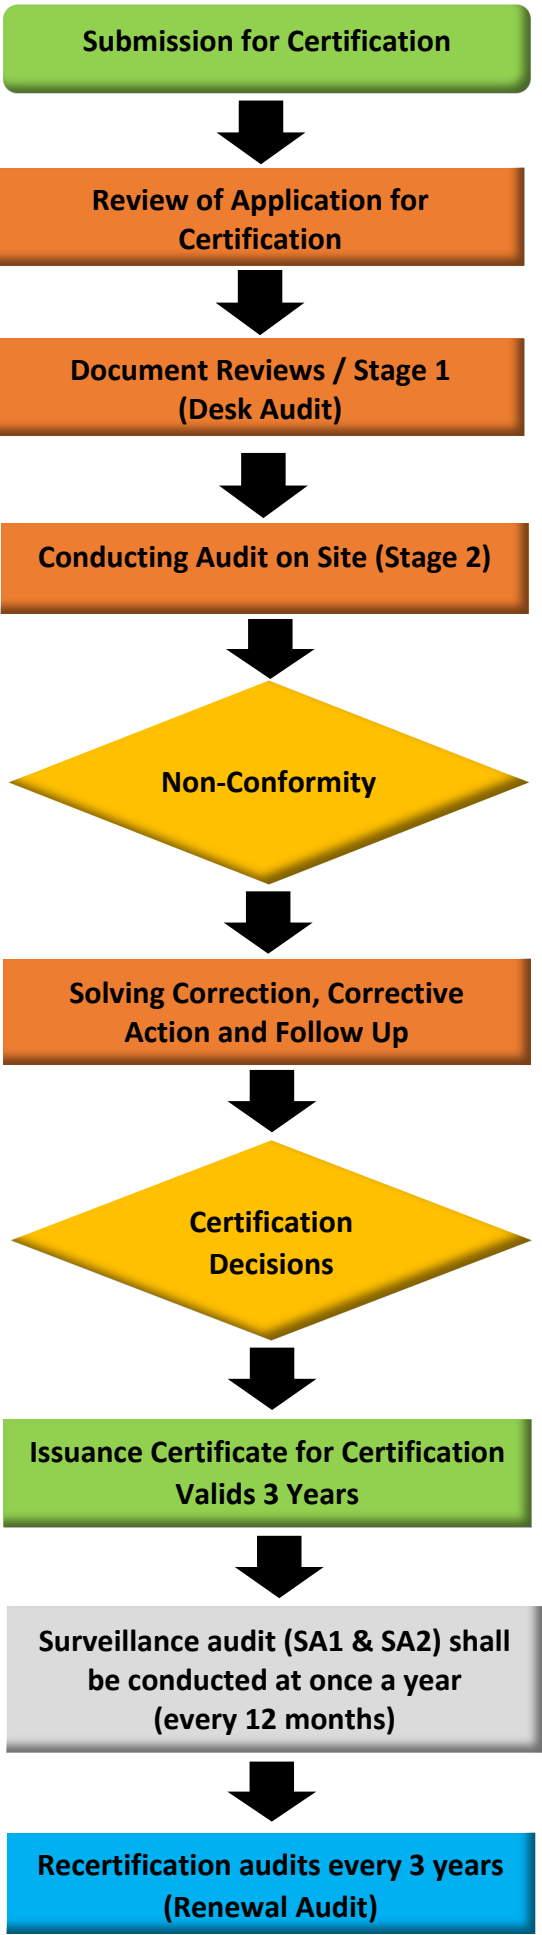 Submission for Certification
Review of Application for
Certification
Document Reviews / Stage 1
(Desk Audit)
Conducting Audit on Site (Stage 2)
Non-Conformity
Solving Correction, Corrective
Action and Follow Up
Certification
Decisions
Issuance Certificate for Certification
Valids 3 Years
Surveillance audit (SA1 & SA2) shall
be conducted at once a year
(every 12 months)
Recertification audits every 3 years
(Renewal Audit)